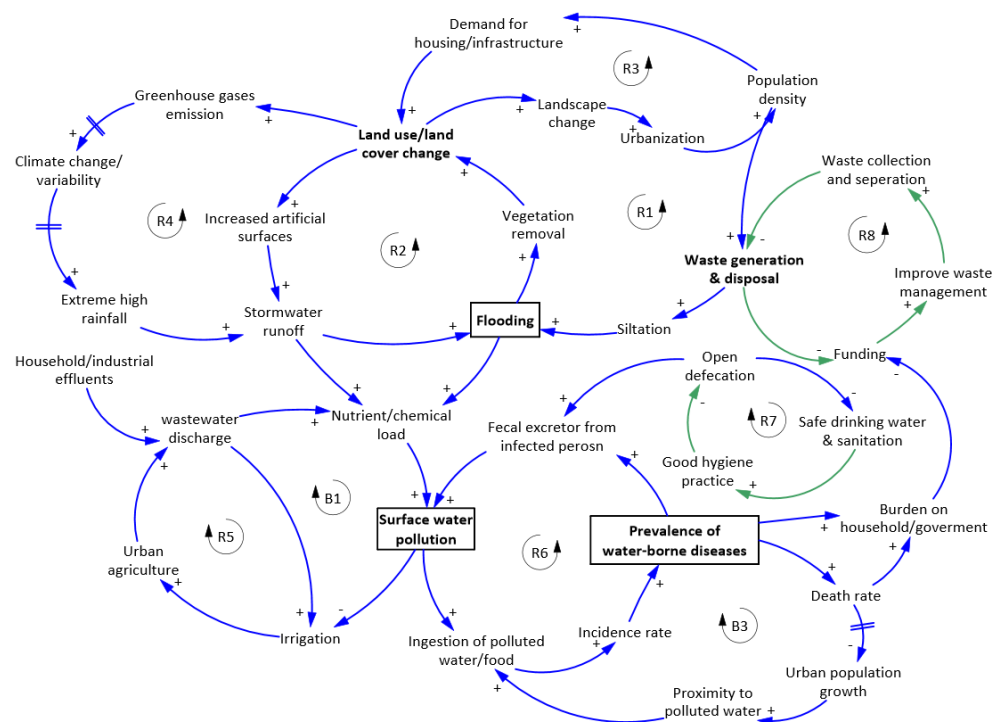 Demand for
housing/infrastructure
+
R3
Population
density
+
Greenhouse gases
emission
+
+
Landscape
change
+
+
Urbanization
+
Land use/land
cover change
+
Climate change/
variability
+
Waste collection
and seperation
+
R4
+
Increased artificial
surfaces
R2
Vegetation
removal
+
R1
R8
+
-
Waste generation
& disposal
Improve waste
management
+
+
+
Extreme high
rainfall
+
Stormwater
runoff
+
Flooding
+
Siltation
+
-
Funding
-
Household/industrial
effluents
Open
defecation
+
wastewater
discharge
+
+
+
Nutrient/chemical
load
+
Fecal excretor from
infected perosn
-
R7
-
Safe drinking water
& sanitation
+
+
Good hygiene
practice
+
B1
+
+
Surface water
pollution
R5
R6
Prevalence of
water-borne diseases
+
Burden on
household/goverment
+
Urban
agriculture
+
+
-
Irrigation
+
Ingestion of polluted
water/food
+
Incidence rate
+
+
Death rate
B3
-
Urban population
growth
+
Proximity to
polluted water
+